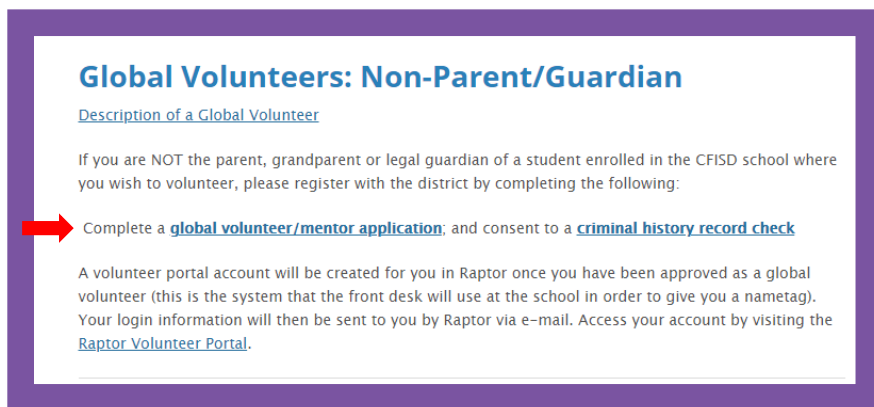 Global Volunteers: Non-Parent/Guardian
Description of a Global Volunteer
If you are NOT the parent, grandparent or legal guardian of a student enrolled in the CFISD school where
you wish to volunteer, please register with the district by completing the following:
Complete a global volunteer/mentor application; and consent to a criminal history record check
A volunteer portal account will be created for you in Raptor once you have been approved as a global
volunteer (this is the system that the front desk will use at the school in order to give you a nametag).
Your login information will then be sent to you by Raptor via e-mail. Access your account by visiting the
Raptor Volunteer Portal.